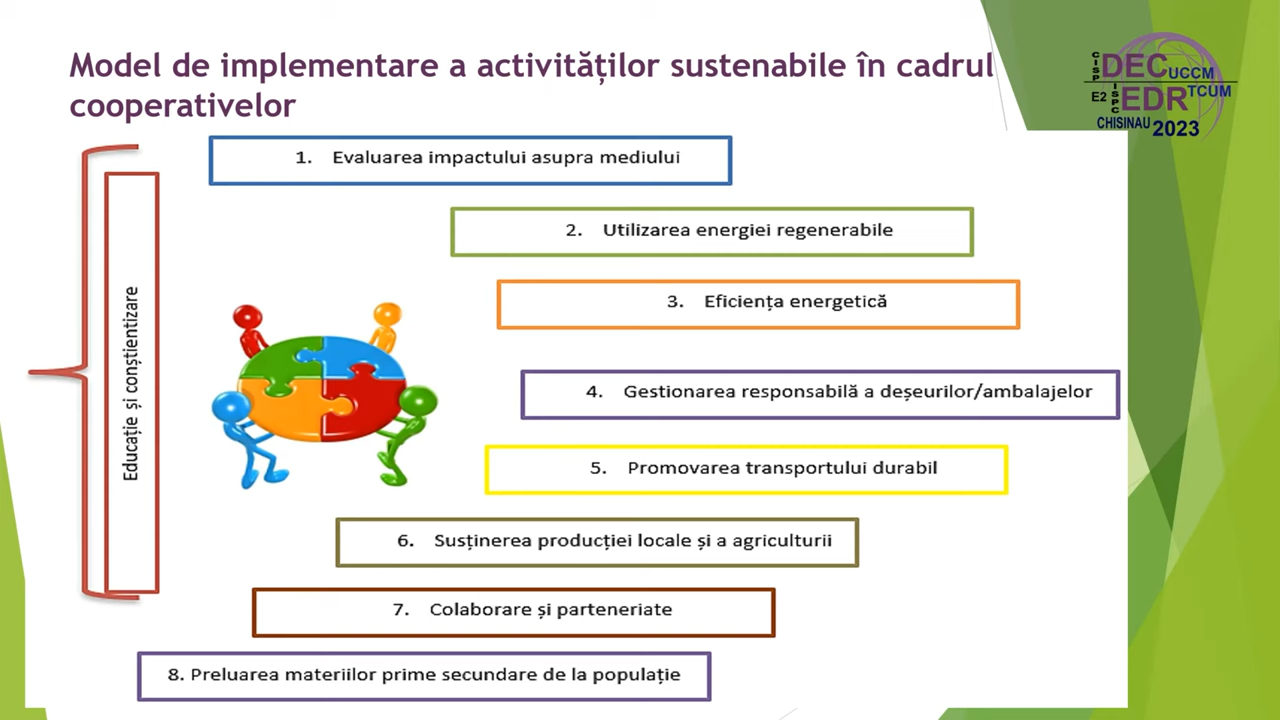 Model de implementare a activităților sustenabile în cadrul
cooperativelor
CISP
DEC
UCCM
E2
ISPC
EDR
TCUM
CHISINAU 2023
1. Evaluarea impactului asupra mediului
2. Utilizarea energiei regenerabile
3. Eficiența energetică
Educație și conștientizare
4. Gestionarea responsabilă a deșeurilor/ambalajelor
5. Promovarea transportului durabil
6. Susținerea producției locale și a agriculturii
7. Colaborare și parteneriate
8. Preluarea materiilor prime secundare de la populație